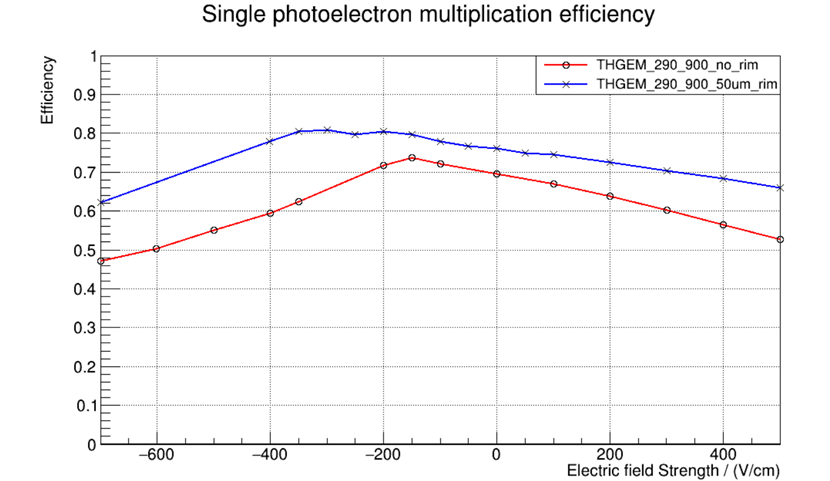 Single photoelectron multiplication efficiency
Efficiency
THGEM_290_900_no_rim
THGEM_290_900_50um_rim
1
0.9
0.8
0.7
0.6
0.5
0.4
0.3
0.2
0.1
0
−600 −400 −200 0 200 400
Electric field Strength / (V/cm)